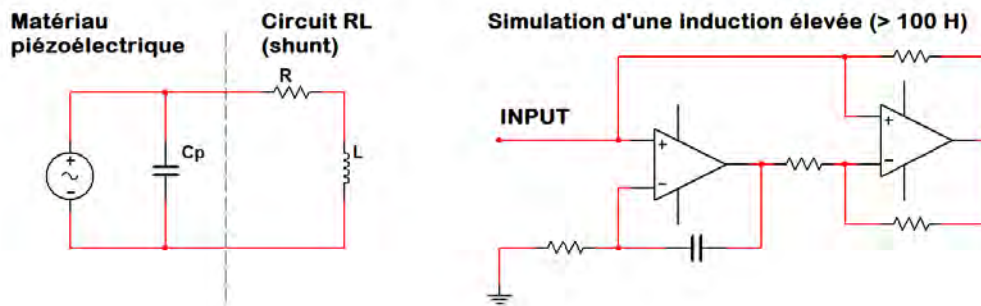 Matériau
piézoélectrique
Circuit RL
(shunt)
R
Cp
L
+
-
Simulation d'une induction élevée (> 100 H)
INPUT
+
-
+
-